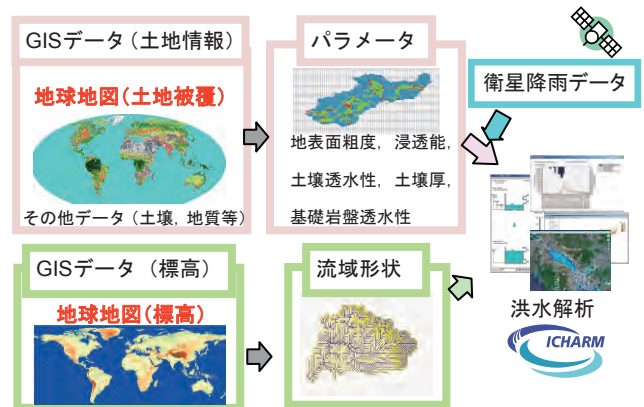 GISデータ(土地情報)
地球地図(土地被覆)
その他データ(土壌,地質等)
パラメータ
地表面粗度,浸透能,
土壌透水性,土壌厚,
基礎岩盤透水性
衛星降雨データ
GISデータ (標高)
地球地図(標高)
流域形状
洪水解析
ICHARM